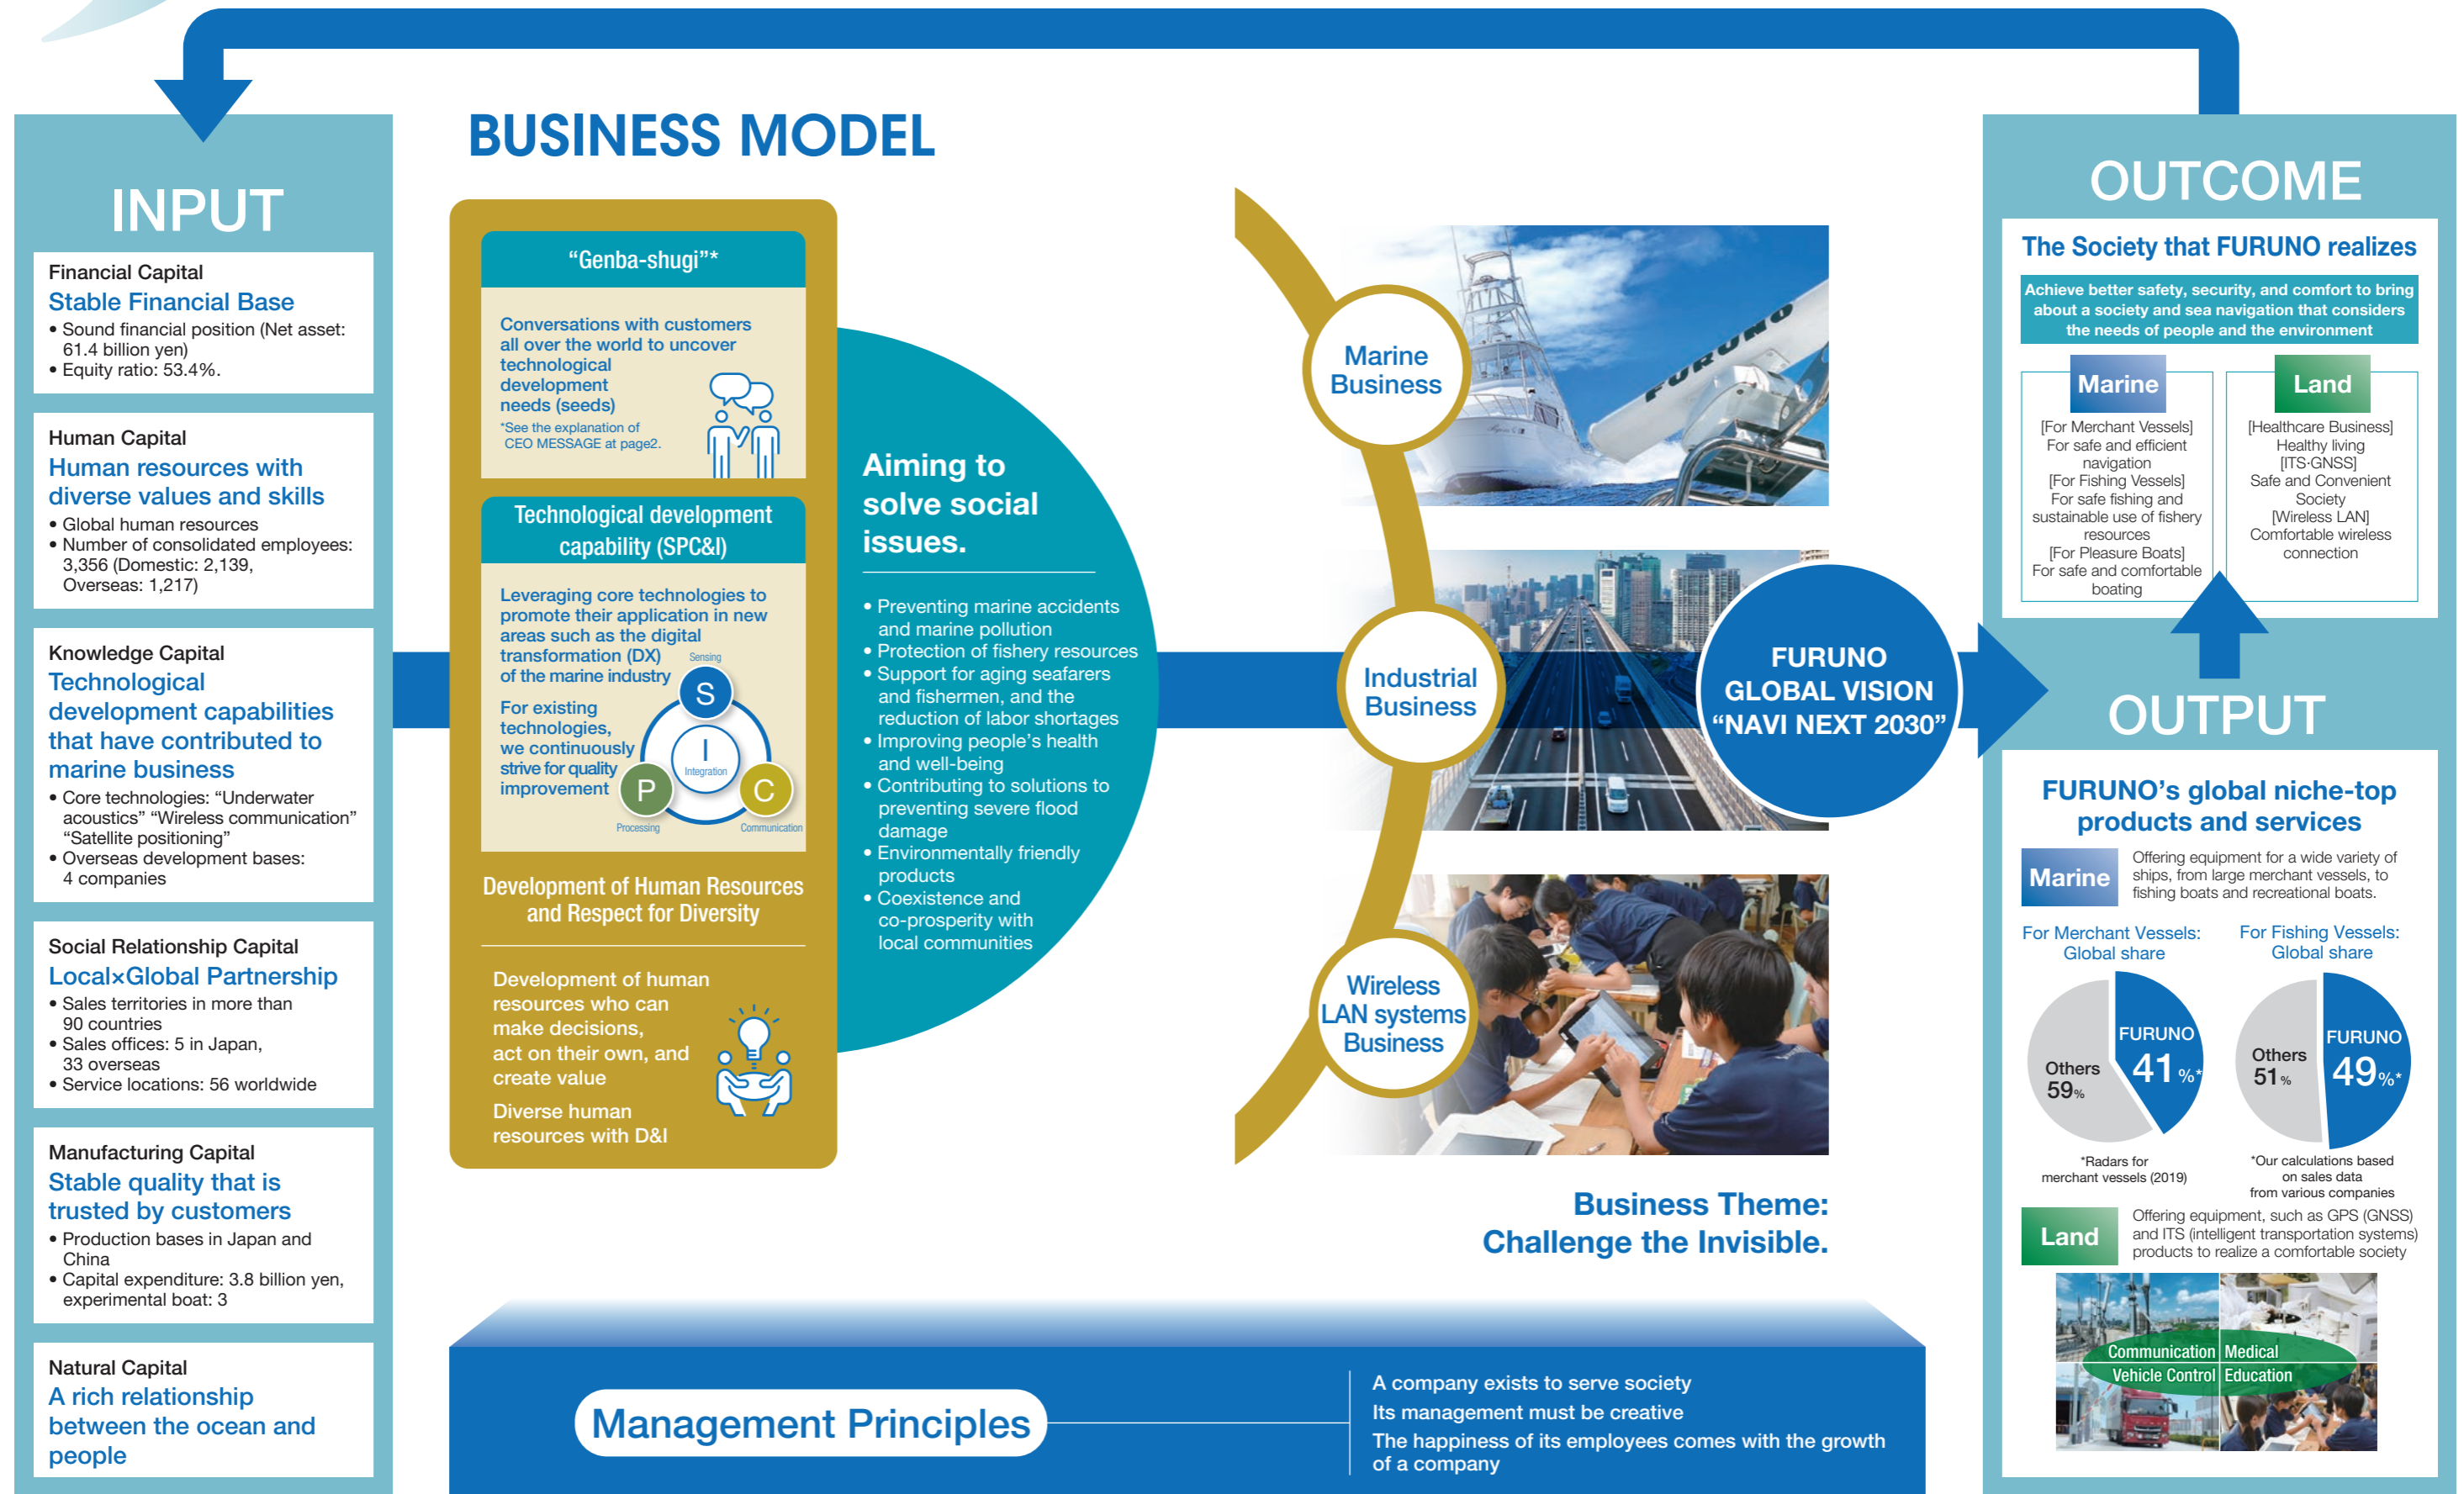 BUSINESS MODEL
INPUT
Financial Capital
Stable Financial Base
• Sound financial position (Net asset:
61.4 billion yen)
• Equity ratio: 53.4%.
Human Capital
Human resources with
diverse values and skills
• Global human resources
• Number of consolidated employees:
3,356 (Domestic: 2,139,
Overseas: 1,217)
Knowledge Capital
Technological
development capabilities
that have contributed to
marine business
• Core technologies: “Underwater
acoustics” “Wireless communication”
“Satellite positioning”
• Overseas development bases:
4 companies
Social Relationship Capital
Local×Global Partnership
• Sales territories in more than
90 countries
• Sales offices: 5 in Japan,
33 overseas
• Service locations: 56 worldwide
Manufacturing Capital
Stable quality that is
trusted by customers
• Production bases in Japan and
China
• Capital expenditure: 3.8 billion yen,
experimental boat: 3
Natural Capital
A rich relationship
between the ocean and
people
“Genba-shugi”*
Conversations with customers
all over the world to uncover
technological
development
needs (seeds)
*See the explanation of
CEO MESSAGE at page2.
Technological development
capability (SPC&I)
Leveraging core technologies to
promote their application in new
areas such as the digital
transformation (DX)
of the marine industry
For existing
technologies,
we continuously
strive for quality
improvement
Sensing
S
I
Integration
P
C
Processing
Communication
Development of Human Resources
and Respect for Diversity
Development of human
resources who can
make decisions,
act on their own, and
create value
Diverse human
resources with D&I
Aiming to
solve social
issues.
• Preventing marine accidents
and marine pollution
• Protection of fishery resources
• Support for aging seafarers
and fishermen, and the
reduction of labor shortages
• Improving people’s health
and well-being
• Contributing to solutions to
preventing severe flood
damage
• Environmentally friendly
products
• Coexistence and
co-prosperity with
local communities
Marine
Business
FURUNO
Industrial
Business
Wireless
LAN systems
Business
FURUNO
GLOBAL VISION
“NAVI NEXT 2030”
Business Theme:
Challenge the Invisible.
Management Principles
A company exists to serve society
Its management must be creative
The happiness of its employees comes with the growth
of a company
OUTCOME
The Society that FURUNO realizes
Achieve better safety, security, and comfort to bring
about a society and sea navigation that considers
the needs of people and the environment
Marine
[For Merchant Vessels]
For safe and efficient
navigation
[For Fishing Vessels]
For safe fishing and
sustainable use of fishery
resources
[For Pleasure Boats]
For safe and comfortable
boating
Land
[Healthcare Business]
Healthy living
[ITS·GNSS]
Safe and Convenient
Society
[Wireless LAN]
Comfortable wireless
connection
OUTPUT
FURUNO’s global niche-top
products and services
Marine
Offering equipment for a wide variety of
ships, from large merchant vessels, to
fishing boats and recreational boats.
For Merchant Vessels:
Global share
FURUNO
41%*
Others
59%
*Radars for
merchant vessels (2019)
For Fishing Vessels:
Global share
FURUNO
49%*
Others
51%
*Our calculations based
on sales data
from various companies
Land
Offering equipment, such as GPS (GNSS)
and ITS (intelligent transportation systems)
products to realize a comfortable society
Communication
Medical
Vehicle Control
Education